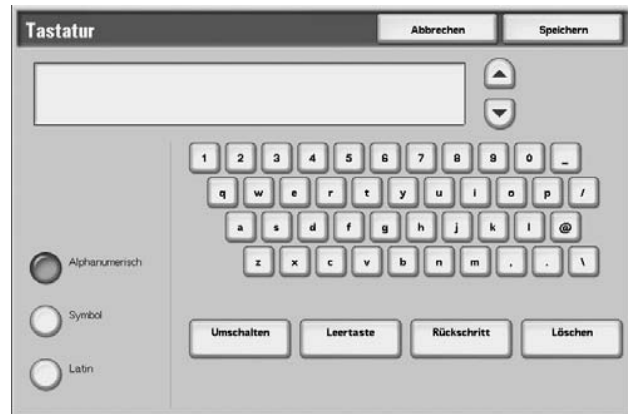 Tastatur Abbrechen Speichern
1 2 3 4 5 6 7 8 9 0 _
q w e r t y u i o p /
a s d f g h j k l @
z x c v b n m , . \
Alphanumerisch
Symbol
Umschalten Leertaste Rückschritt Löschen
Latin